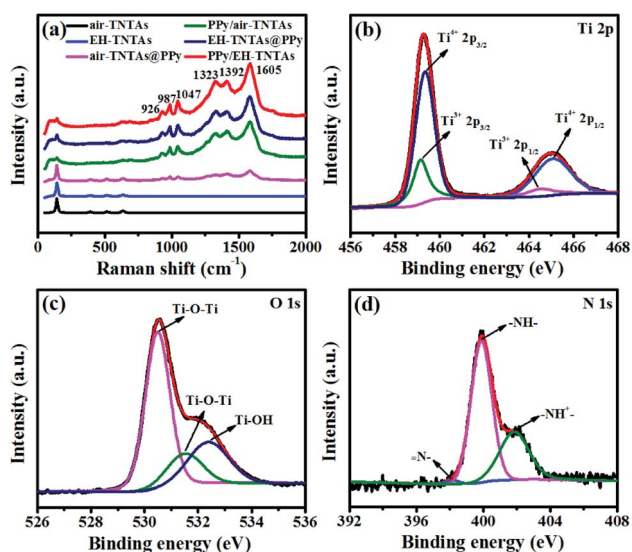 (a)
air-TNTAs
PPy/air-TNTAs
EH-TNTAs
EH-TNTAs@PPy
air-TNTAs@PPy
PPy/EH-TNTAs
926
987
1047
1323
1392
1605
Intensity (a.u.)
0 500 1000 1500 2000
Raman shift (cm⁻¹)
(b)
Ti 2p
Ti⁴⁺ 2p₃/₂
Ti³⁺ 2p₃/₂
Ti³⁺ 2p₁/₂
Ti⁴⁺ 2p₁/₂
Intensity (a.u.)
456 458 460 462 464 466 468
Binding energy (eV)
(c)
O 1s
Ti-O-Ti
Ti-O-Ti
Ti-OH
Intensity (a.u.)
526 528 530 532 534 536
Binding energy (eV)
(d)
N 1s
-NH-
-NH⁺-
=N-
Intensity (a.u.)
392 396 400 404 408
Binding energy (eV)